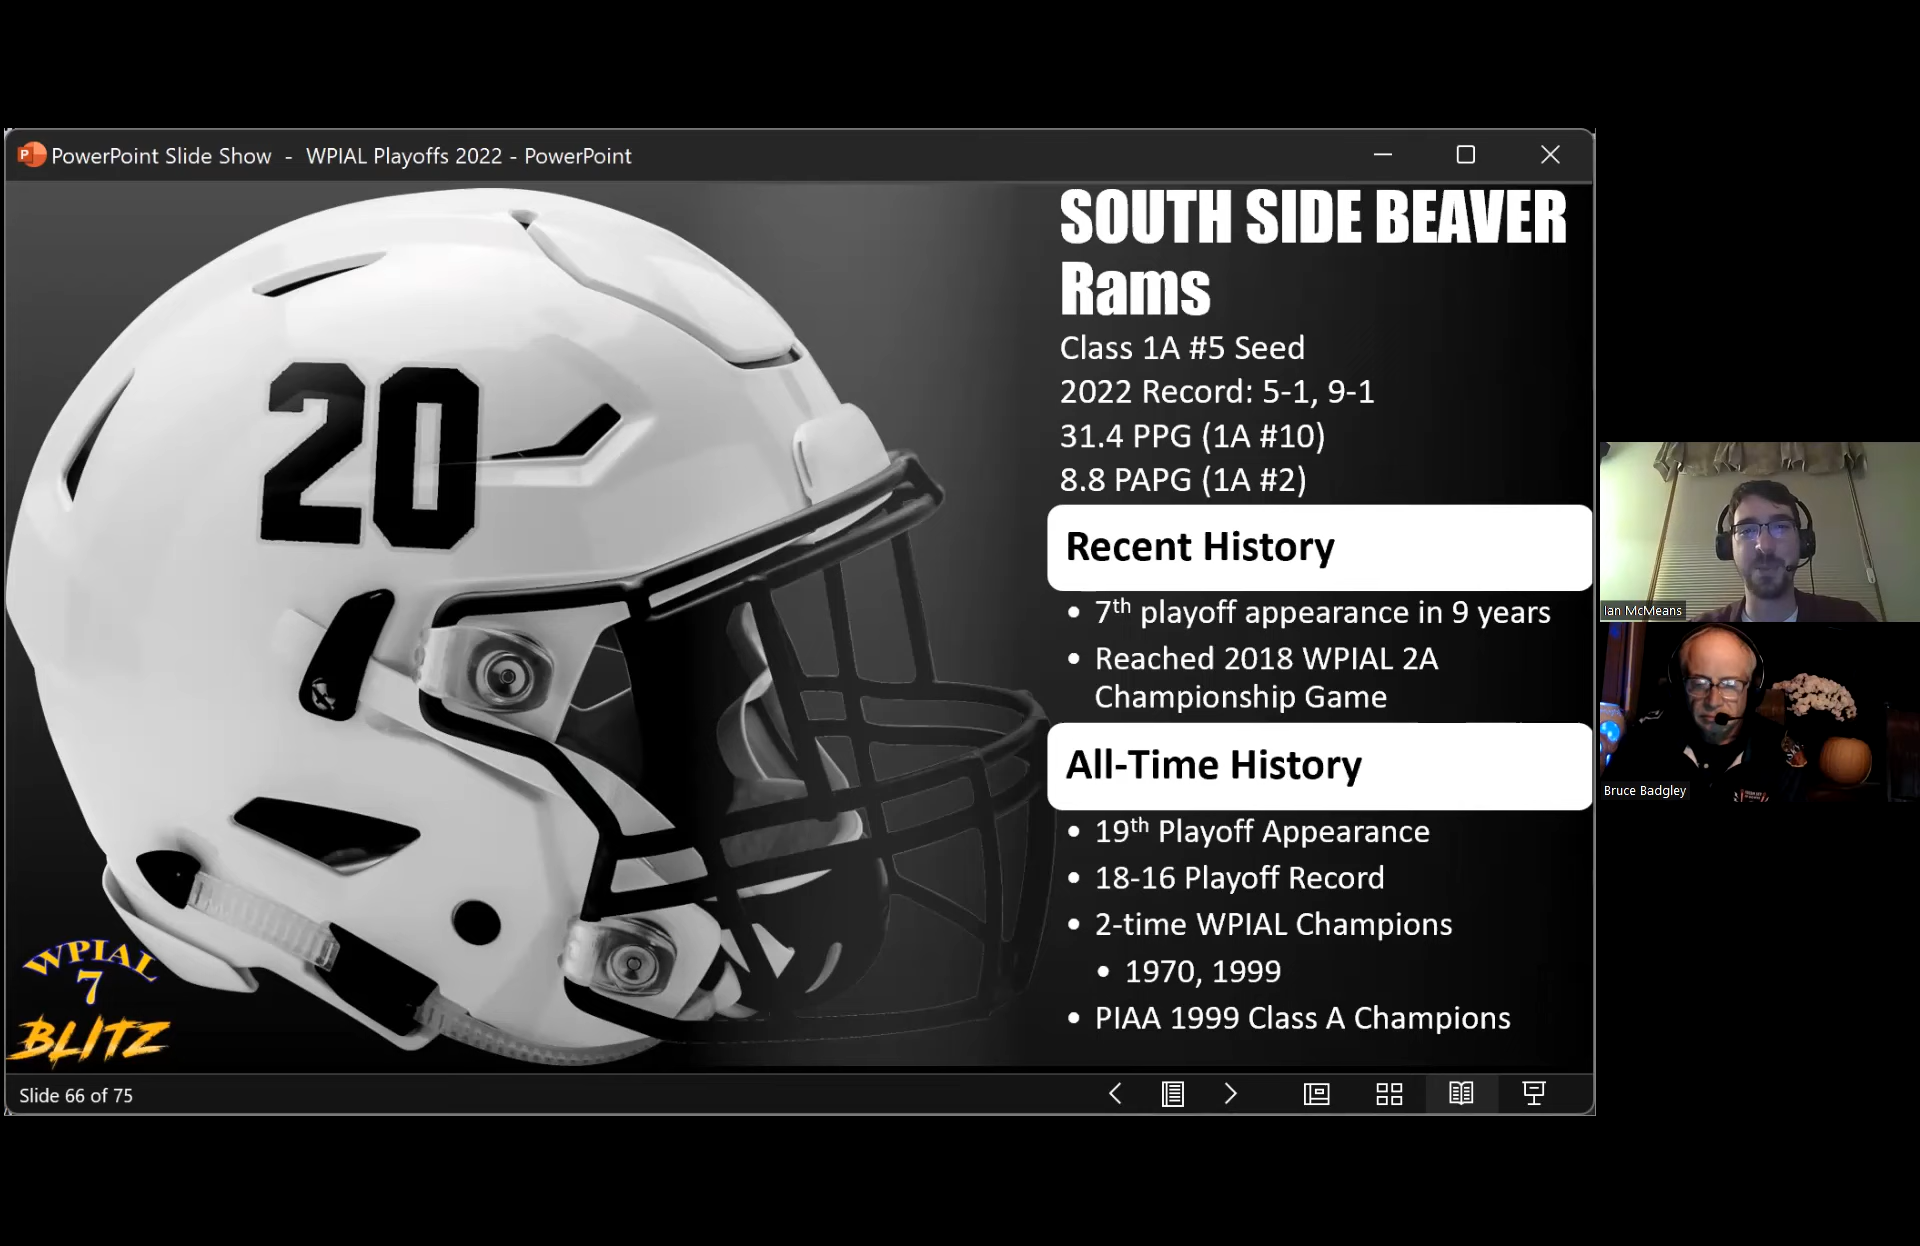 PowerPoint Slide Show - WPIAL Playoffs 2022 - PowerPoint
SOUTH SIDE BEAVER
Rams
Class 1A #5 Seed
2022 Record: 5-1, 9-1
31.4 PPG (1A #10)
8.8 PAPG (1A #2)
Recent History
• 7th playoff appearance in 9 years
• Reached 2018 WPIAL 2A
Championship Game
All-Time History
• 19th Playoff Appearance
• 18-16 Playoff Record
• 2-time WPIAL Champions
• 1970, 1999
• PIAA 1999 Class A Champions
20
WPIAL
7
BLITZ
Slide 66 of 75
Ian McMeans
Bruce Badgley